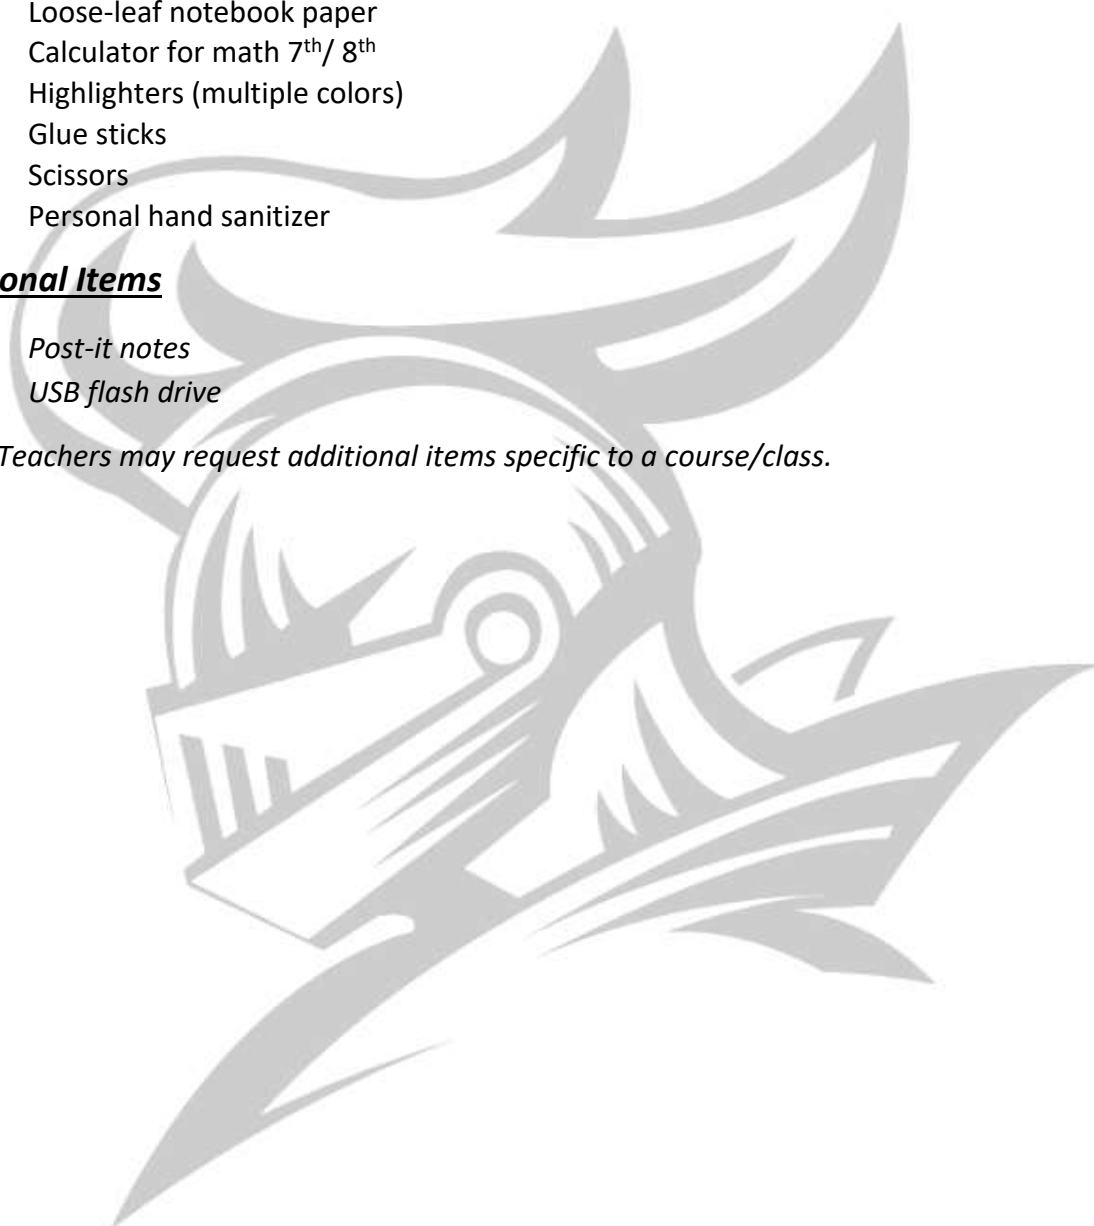 Loose-leaf notebook paper
Calculator for math 7th/ 8th
Highlighters (multiple colors)
Glue sticks
Scissors
Personal hand sanitizer
onal Items
Post-it notes
USB flash drive
Teachers may request additional items specific to a course/class.